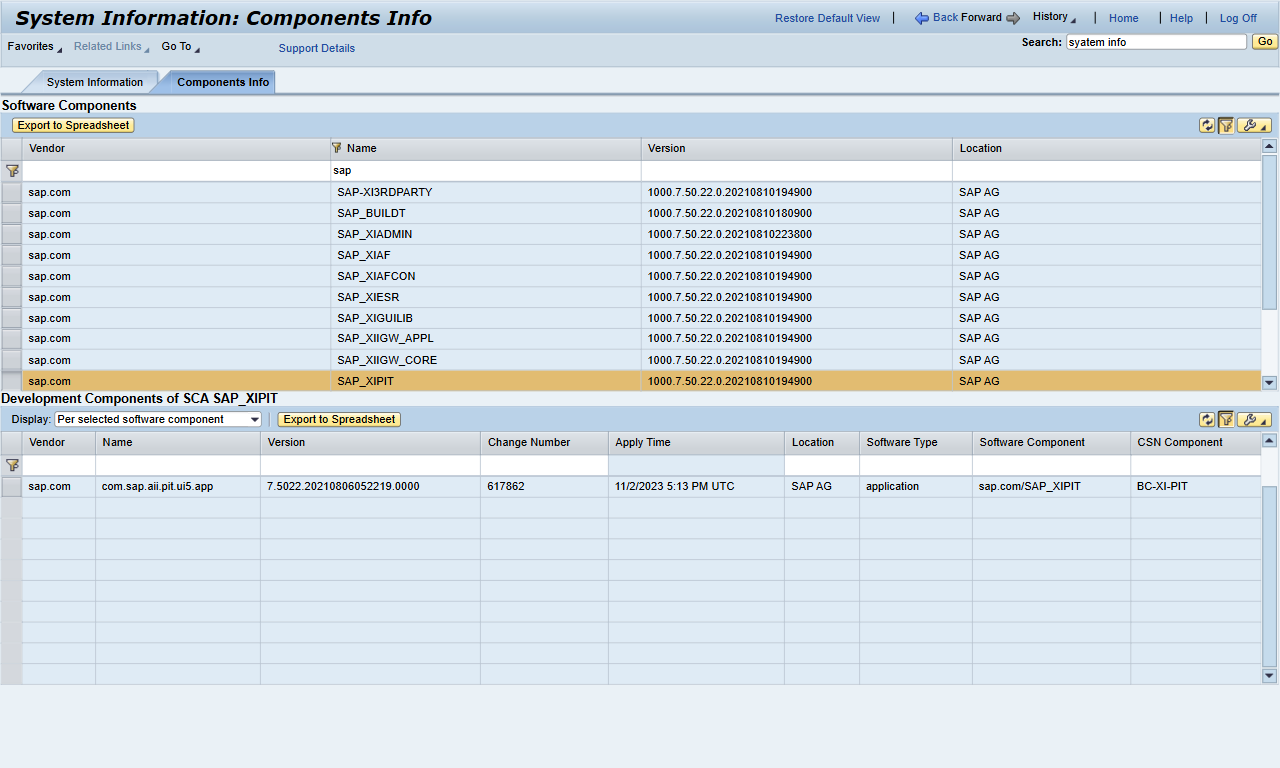 System Information: Components Info
Restore Default View | Back Forward History | Home | Help | Log Off
Favorites Related Links Go To Support Details
Search: syatem info Go
System Information Components Info
Software Components
Export to Spreadsheet
Vendor Name Version Location
sap
sap.com SAP-XI3RDPARTY 1000.7.50.22.0.20210810194900 SAP AG
sap.com SAP_BUILDT 1000.7.50.22.0.20210810180900 SAP AG
sap.com SAP_XIADMIN 1000.7.50.22.0.20210810223800 SAP AG
sap.com SAP_XIAF 1000.7.50.22.0.20210810194900 SAP AG
sap.com SAP_XIAFCON 1000.7.50.22.0.20210810194900 SAP AG
sap.com SAP_XIESR 1000.7.50.22.0.20210810194900 SAP AG
sap.com SAP_XIGUILIB 1000.7.50.22.0.20210810194900 SAP AG
sap.com SAP_XIIGW_APPL 1000.7.50.22.0.20210810194900 SAP AG
sap.com SAP_XIIGW_CORE 1000.7.50.22.0.20210810194900 SAP AG
sap.com SAP_XIPIT 1000.7.50.22.0.20210810194900 SAP AG
Development Components of SCA SAP_XIPIT
Display: Per selected software component Export to Spreadsheet
Vendor Name Version Change Number Apply Time Location Software Type Software Component CSN Component
sap.com com.sap.aii.pit.ui5.app 7.5022.20210806052219.0000 617862 11/2/2023 5:13 PM UTC SAP AG application sap.com/SAP_XIPIT BC-XI-PIT